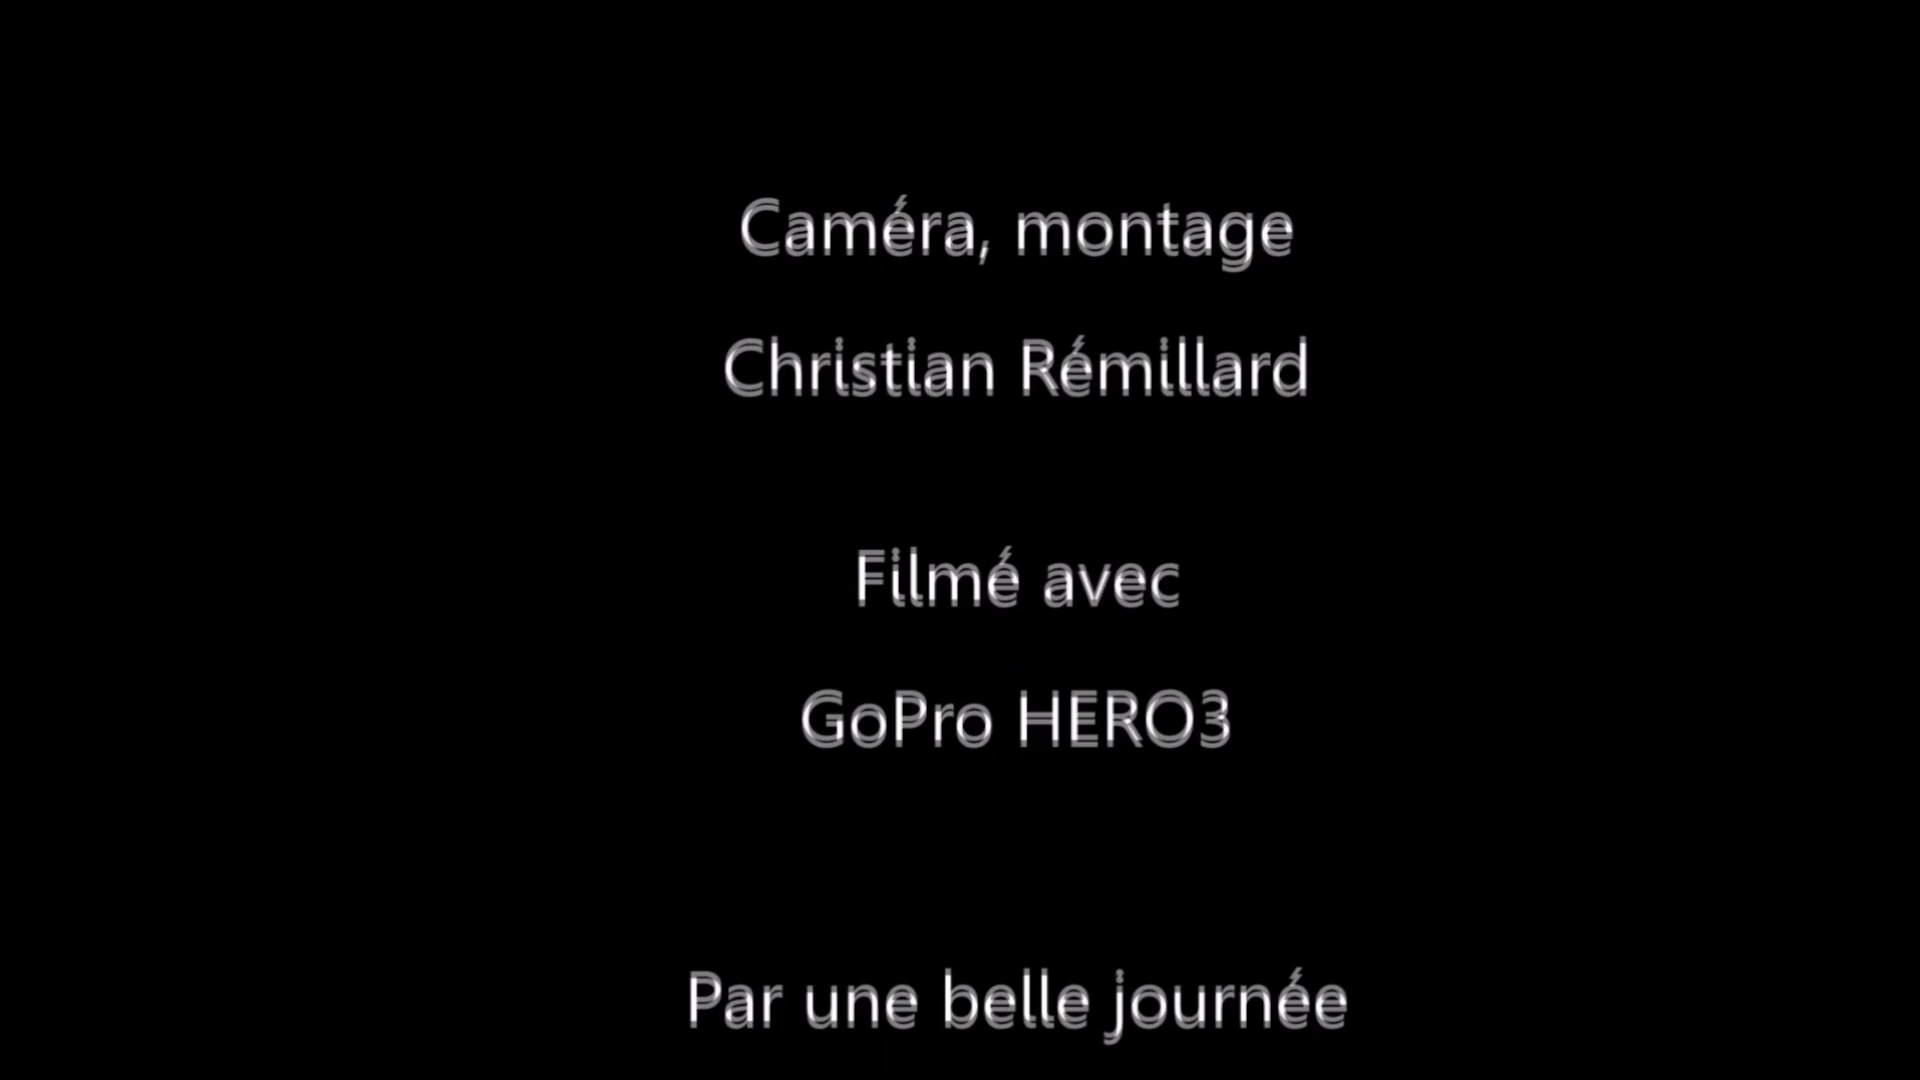 Caméra, montage
Christian Rémillard
Filmé avec
GoPro HERO3
Par une belle journée